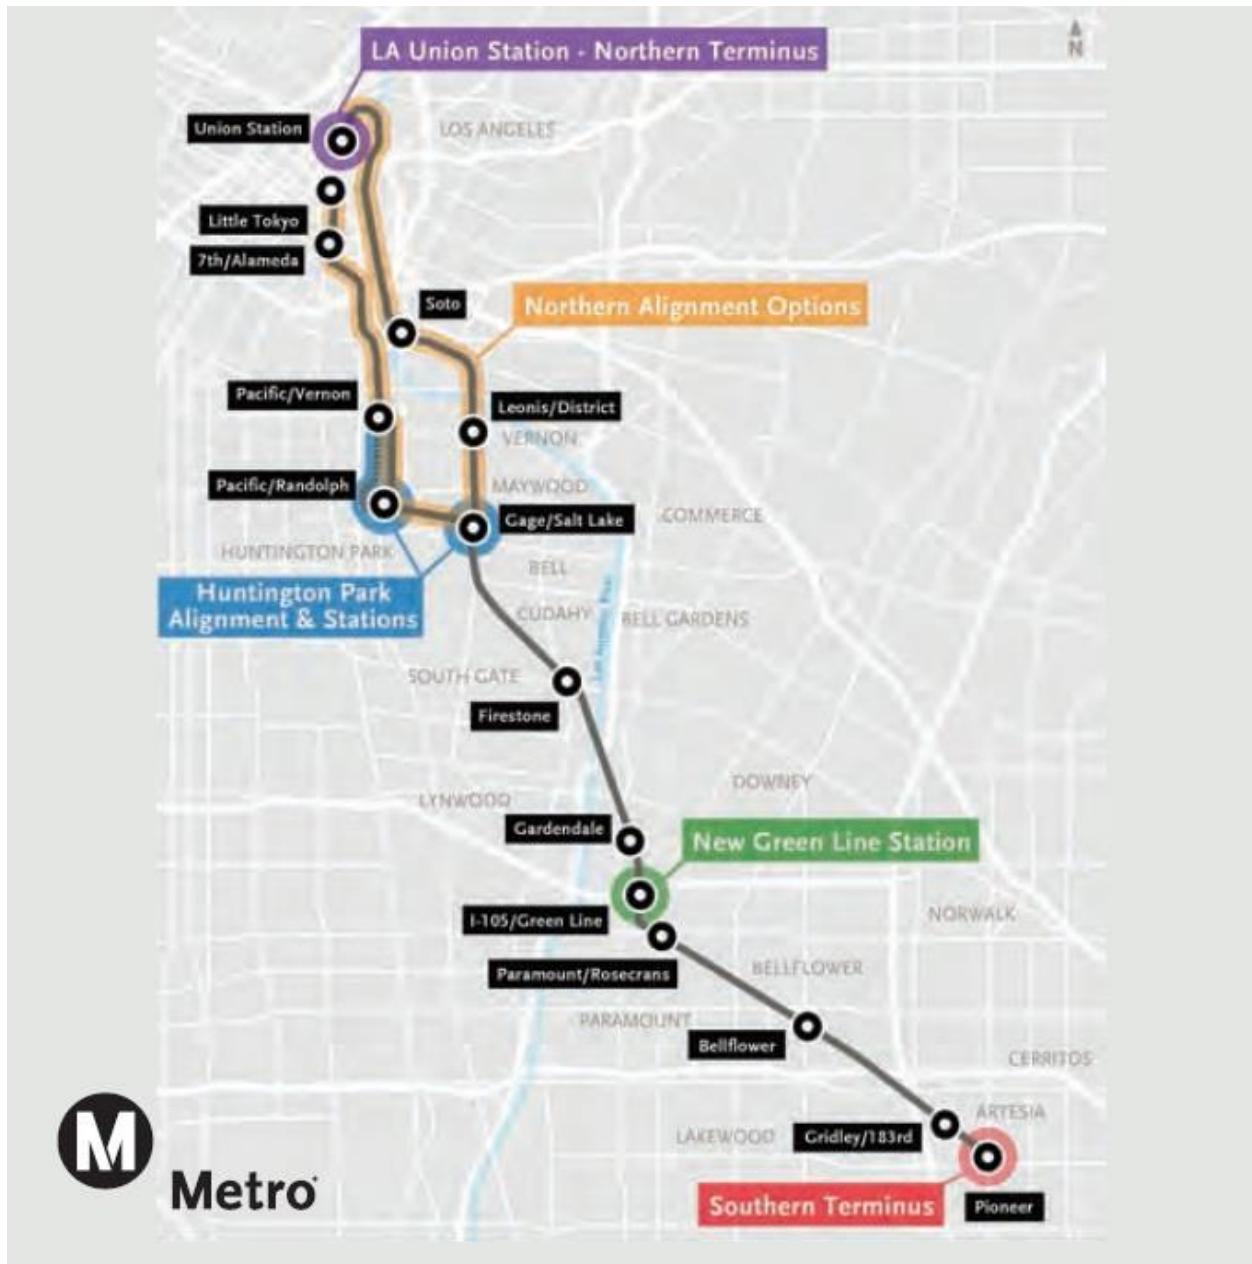 LA Union Station - Northern Terminus
N
Union Station
LOS ANGELES
Little Tokyo
7th/Alameda
Soto
Northern Alignment Options
Pacific/Vernon
Leonis/District
VERNON
Pacific/Randolph
MAYWOOD
Gage/Salt Lake
COMMERCE
HUNTINGTON PARK
BELL
Huntington Park
Alignment & Stations
CUDAHY
BELL GARDENS
SOUTH GATE
Firestone
DOWNEY
LYNWOOD
Gardendale
New Green Line Station
I-105/Green Line
NORWALK
Paramount/Rosecrans
BELLFLOWER
PARAMOUNT
Bellflower
CERRITOS
ARTESIA
LAKEWOOD
Gridley/183rd
Southern Terminus
Pioneer
M
Metro